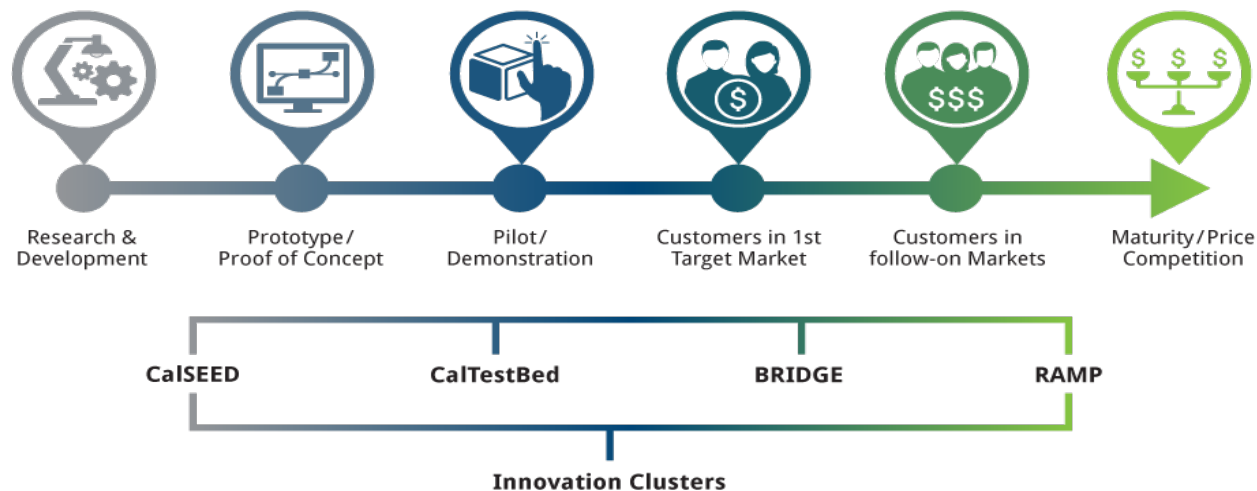 $
$$$
$ $ $
Research &
Development
Prototype/
Proof of Concept
Pilot/
Demonstration
Customers in 1st
Target Market
Customers in
follow-on Markets
Maturity/Price
Competition
CalSEED
CalTestBed
BRIDGE
RAMP
Innovation Clusters